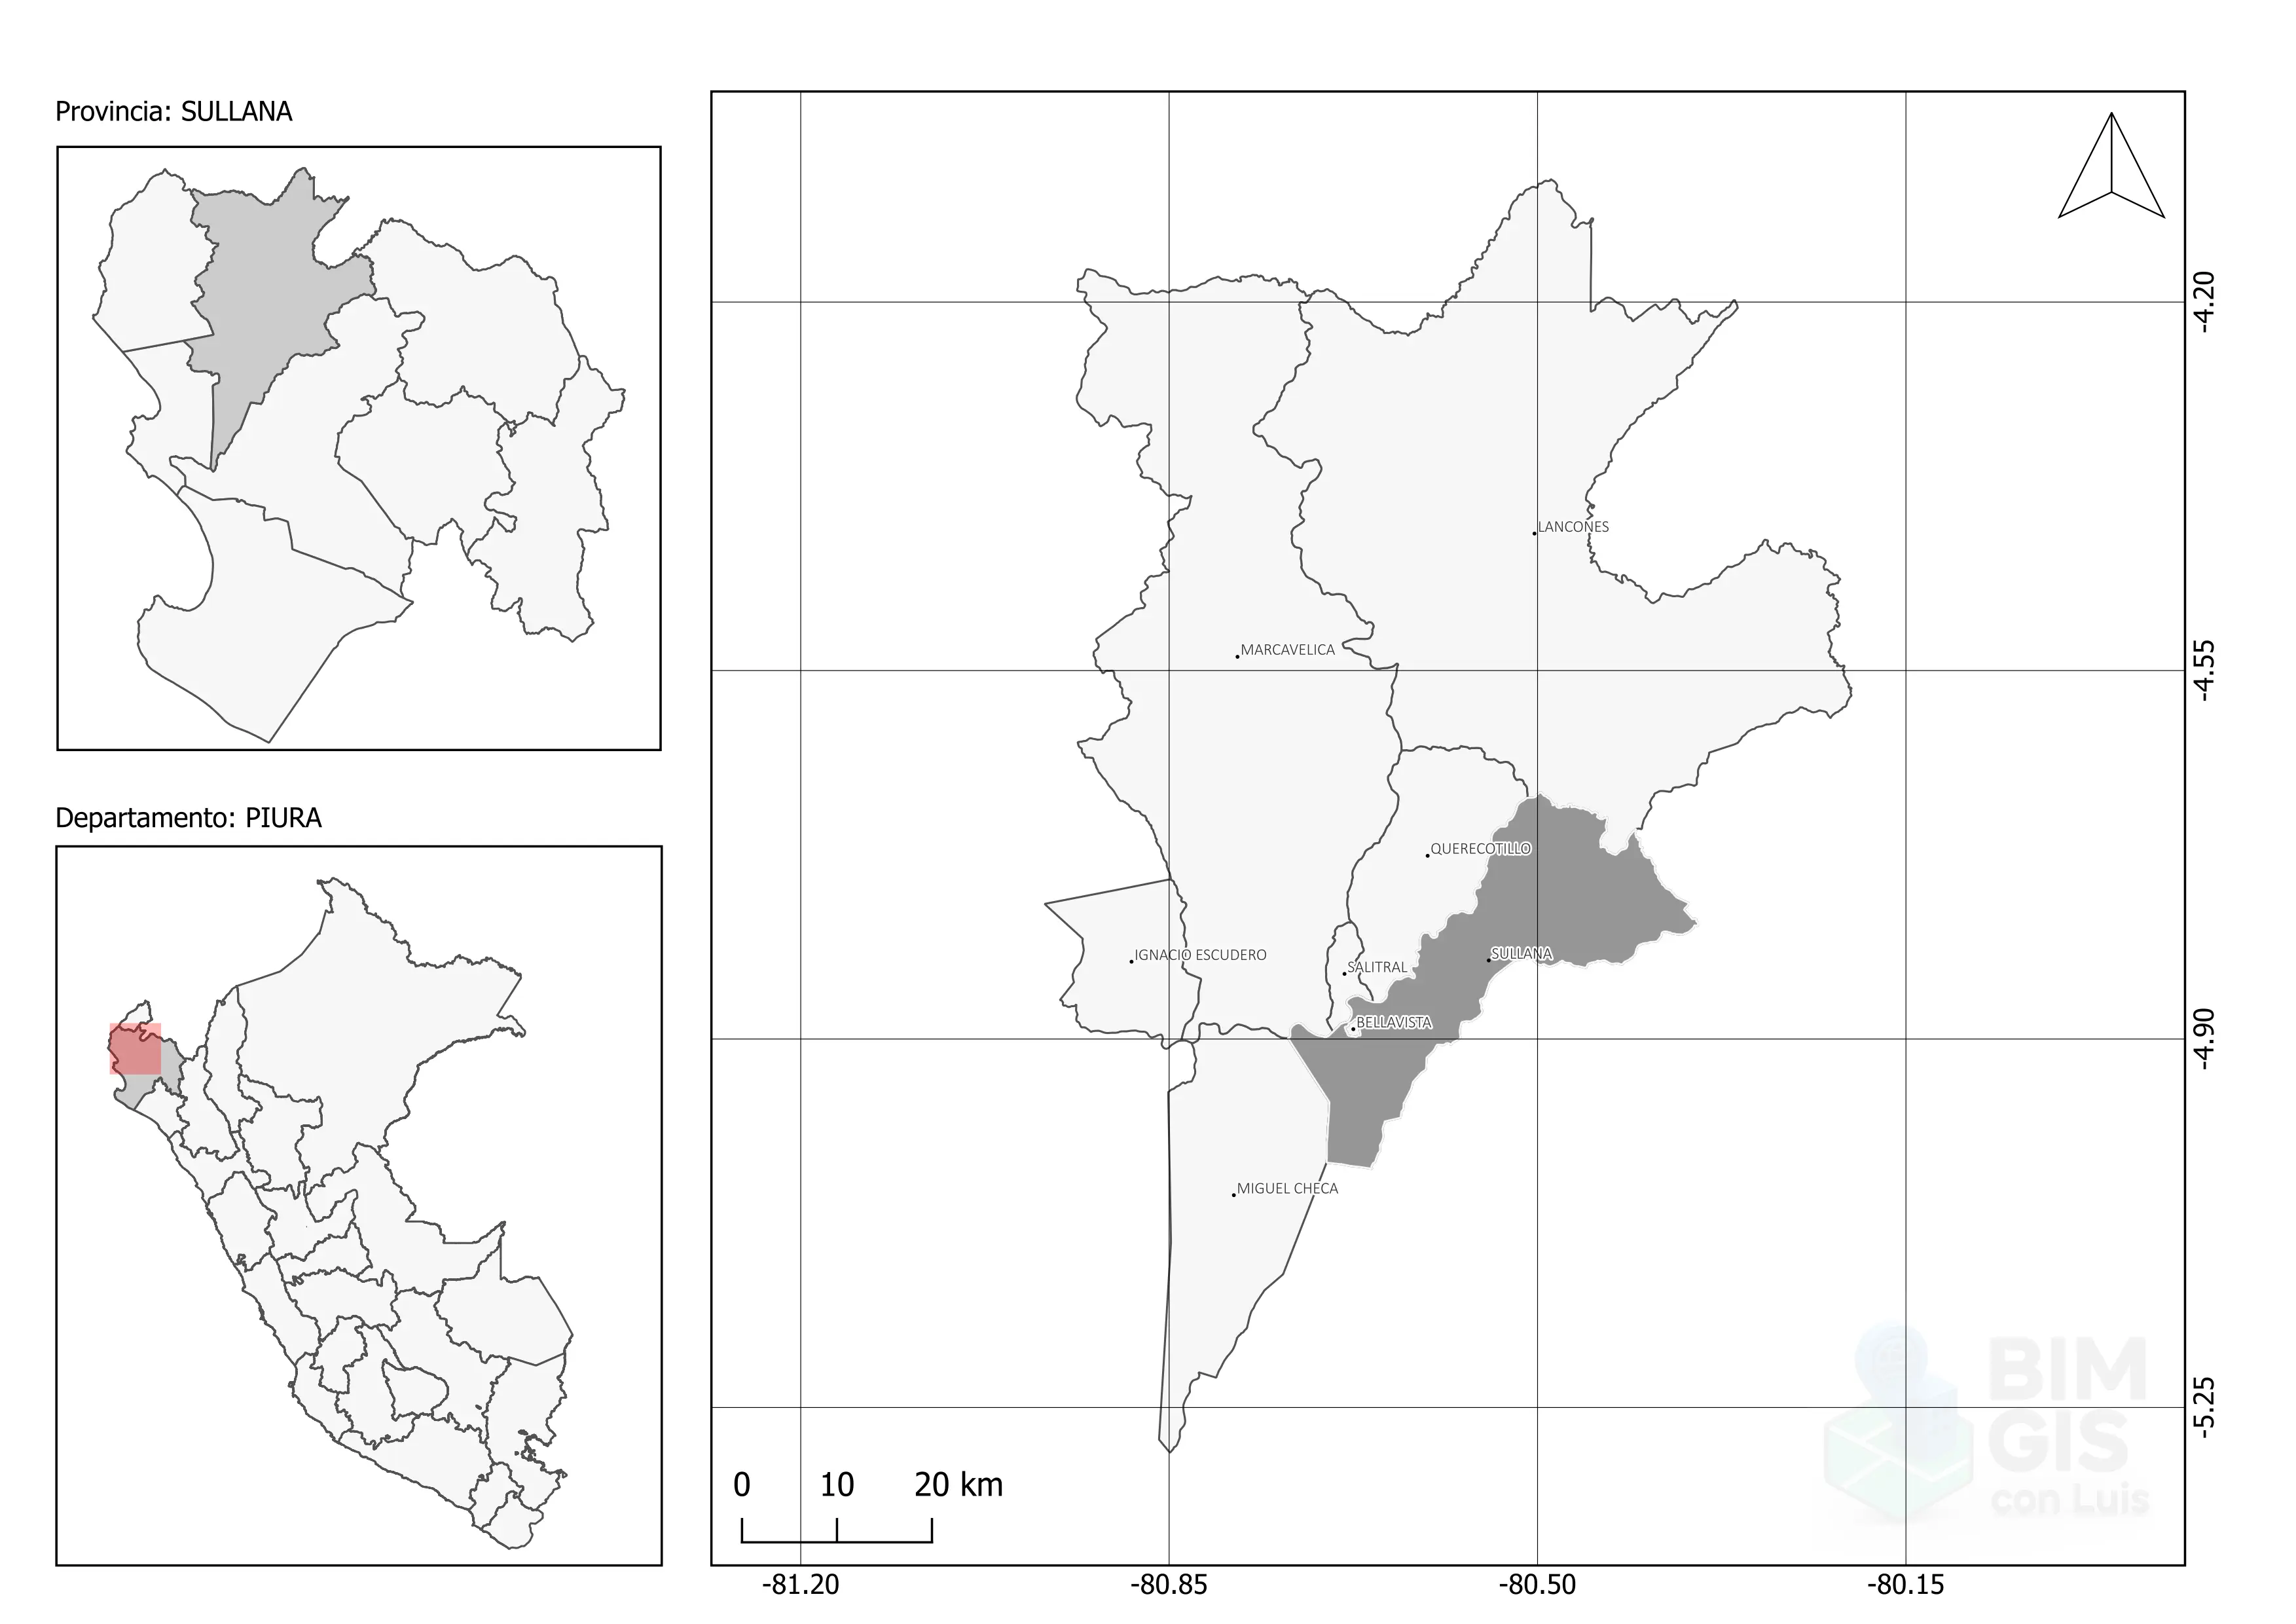 Provincia: SULLANA
Departamento: PIURA
LANCONES
MARCAVELICA
QUERECOTILLO
IGNACIO ESCUDERO
SULLANA
SALITRAL
BELLAVISTA
MIGUEL CHECA
-4.20
-4.55
-4.90
-5.25
0 10 20 km
-81.20 -80.85 -80.50 -80.15
BIM
GIS
con Luis